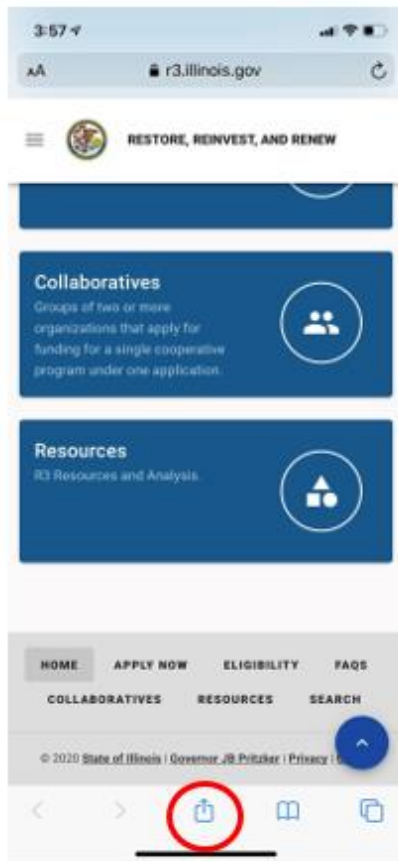 3:57
AA r3.illinois.gov
RESTORE, REINVEST, AND RENEW
Collaboratives
Groups of two or more
organizations that apply for
funding for a single cooperative
program under one application.
Resources
R3 Resources and Analysis.
HOME APPLY NOW ELIGIBILITY FAQS
COLLABORATIVES RESOURCES SEARCH
© 2020 State of Illinois | Governor JB Pritzker | Privacy |